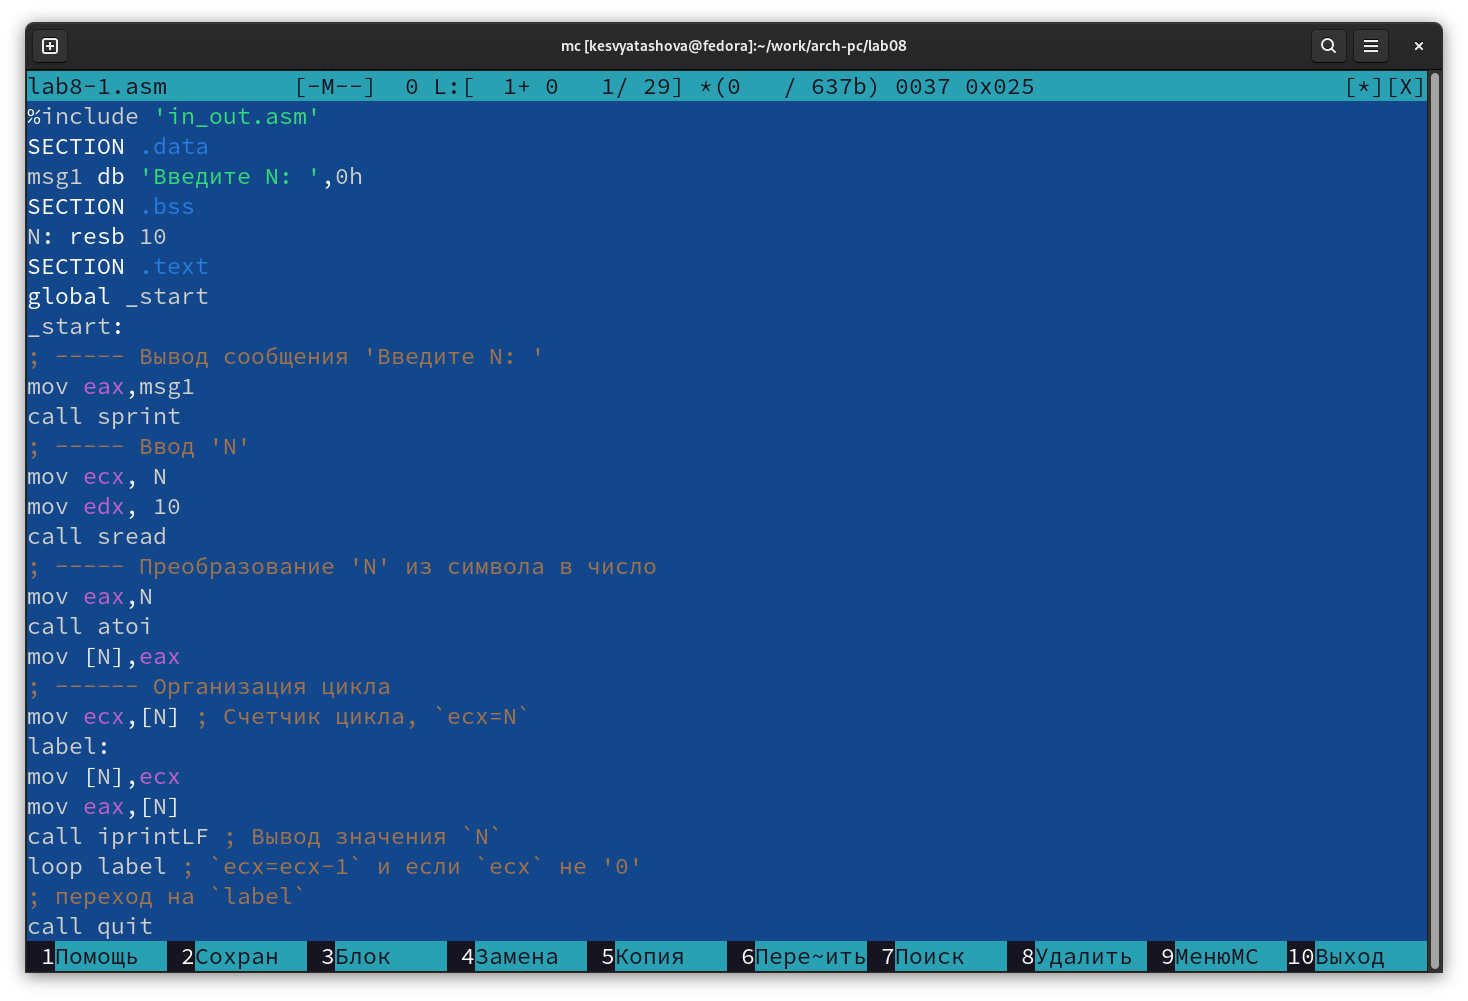 mc [kesvyatashova@fedora]:~/work/arch-pc/lab08
lab8-1.asm         [-M--]  0 L:[  1+ 0   1/ 29] *(0   / 637b) 0037 0x025                      [*][X]
%include 'in_out.asm'
SECTION .data
msg1 db 'Введите N: ',0h
SECTION .bss
N: resb 10
SECTION .text
global _start
_start:
; ----- Вывод сообщения 'Введите N: '
mov eax,msg1
call sprint
; ----- Ввод 'N'
mov ecx, N
mov edx, 10
call sread
; ----- Преобразование 'N' из символа в число
mov eax,N
call atoi
mov [N],eax
; ------ Организация цикла
mov ecx,[N] ; Счетчик цикла, `ecx=N`
label:
mov [N],ecx
mov eax,[N]
call iprintLF ; Вывод значения `N`
loop label ; `ecx=ecx-1` и если `ecx` не '0'
; переход на `label`
call quit
1Помощь 2Сохран 3Блок 4Замена 5Копия 6Пере~ить 7Поиск 8Удалить 9МенюMC 10Выход